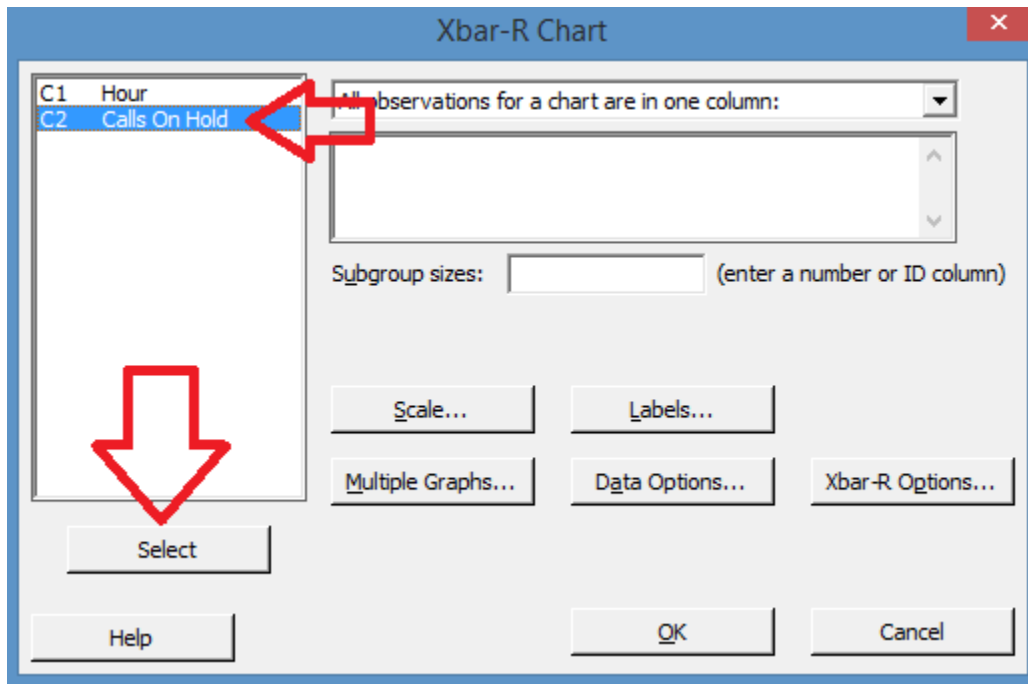 Xbar-R Chart
C1 Hour
C2 Calls On Hold
All observations for a chart are in one column:
Subgroup sizes:
(enter a number or ID column)
Scale...
Labels...
Multiple Graphs...
Data Options...
Xbar-R Options...
Select
Help
OK
Cancel